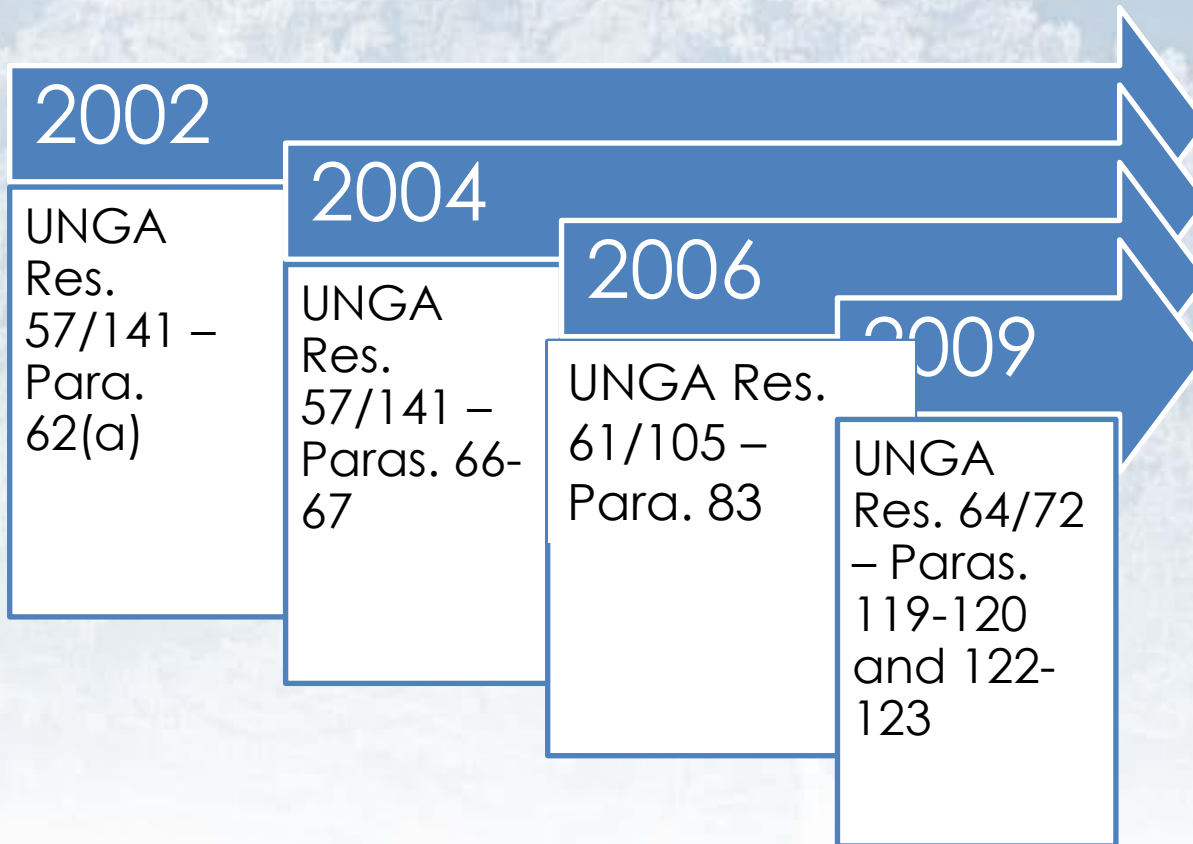 2002
UNGA
Res.
57/141 –
Para.
62(a)
2004
UNGA
Res.
57/141 –
Paras. 66-
67
2006
UNGA Res.
61/105 –
Para. 83
2009
UNGA
Res. 64/72
– Paras.
119-120
and 122-
123